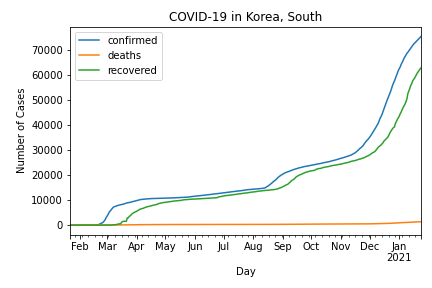 COVID-19 in Korea, South
confirmed
deaths
recovered
Number of Cases
70000
60000
50000
40000
30000
20000
10000
0
Feb Mar Apr May Jun Jul Aug Sep Oct Nov Dec Jan
2021
Day